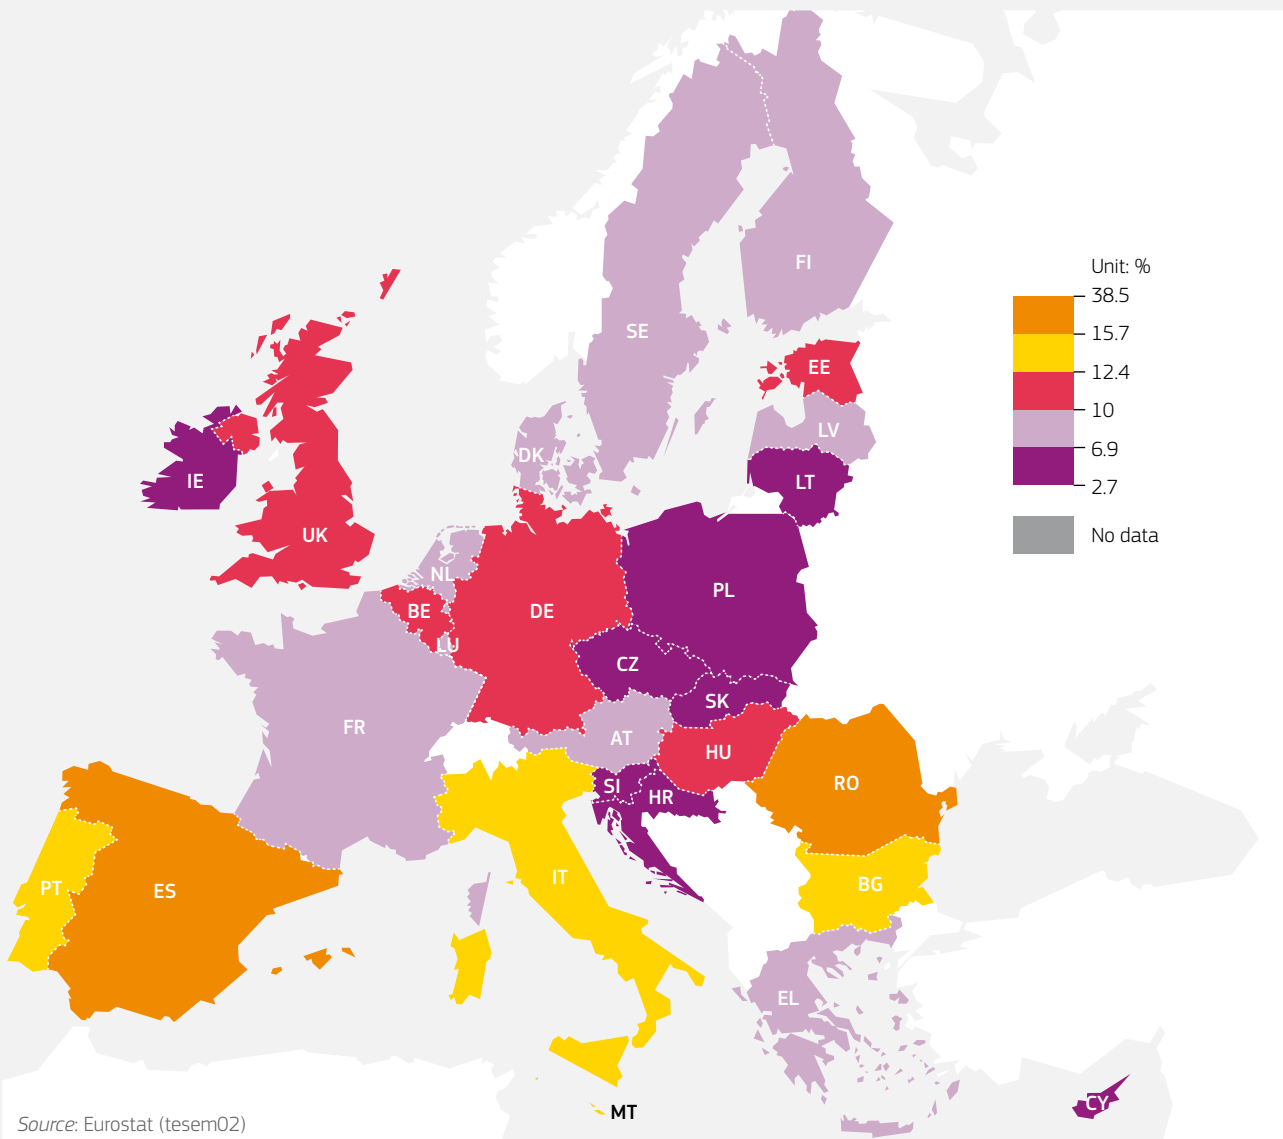 FI
SE
Unit: %
38.5
15.7
12.4
10
6.9
2.7
No data
EE
LV
DK
LT
IE
UK
NL
BE
DE
PL
LU
CZ
SK
FR
AT
HU
SI
HR
RO
PT
ES
IT
BG
EL
CY
MT
Source: Eurostat (tesem02)